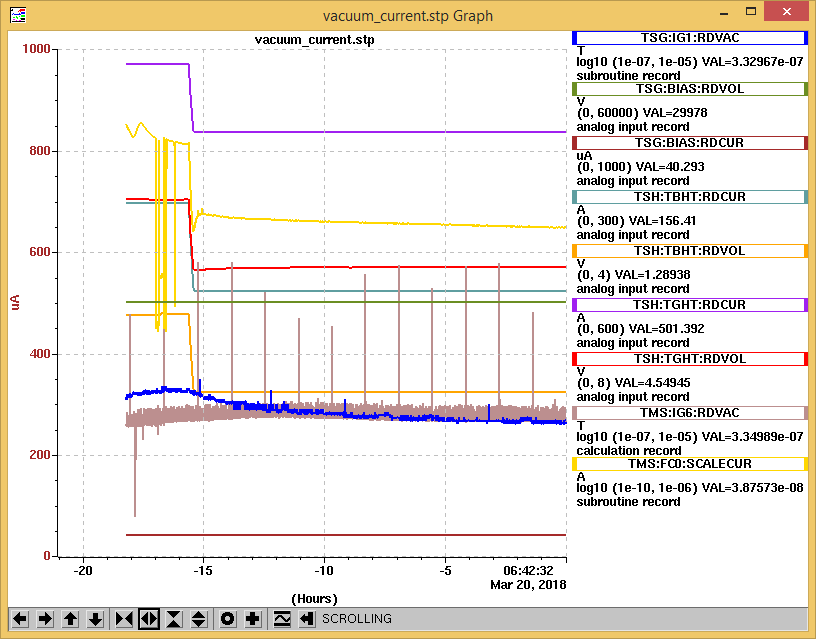 vacuum_current.stp Graph
vacuum_current.stp
1000
800
600
uA
400
200
0
-20
-15
-10
-5
06:42:32
Mar 20, 2018
(Hours)
TSG:IG1:RDVAC
T
log10 (1e-07, 1e-05) VAL=3.32967e-07
subroutine record
TSG:BIAS:RDVOL
V
(0, 60000) VAL=29978
analog input record
TSG:BIAS:RDCUR
uA
(0, 1000) VAL=40.293
analog input record
TSH:TBHT:RDCUR
A
(0, 300) VAL=156.41
analog input record
TSH:TBHT:RDVOL
V
(0, 4) VAL=1.28938
analog input record
TSH:TGHT:RDCUR
A
(0, 600) VAL=501.392
analog input record
TSH:TGHT:RDVOL
V
(0, 8) VAL=4.54945
analog input record
TMS:IG6:RDVAC
T
log10 (1e-07, 1e-05) VAL=3.34989e-07
calculation record
TMS:FC0:SCALECUR
A
log10 (1e-10, 1e-06) VAL=3.87573e-08
subroutine record
SCROLLING